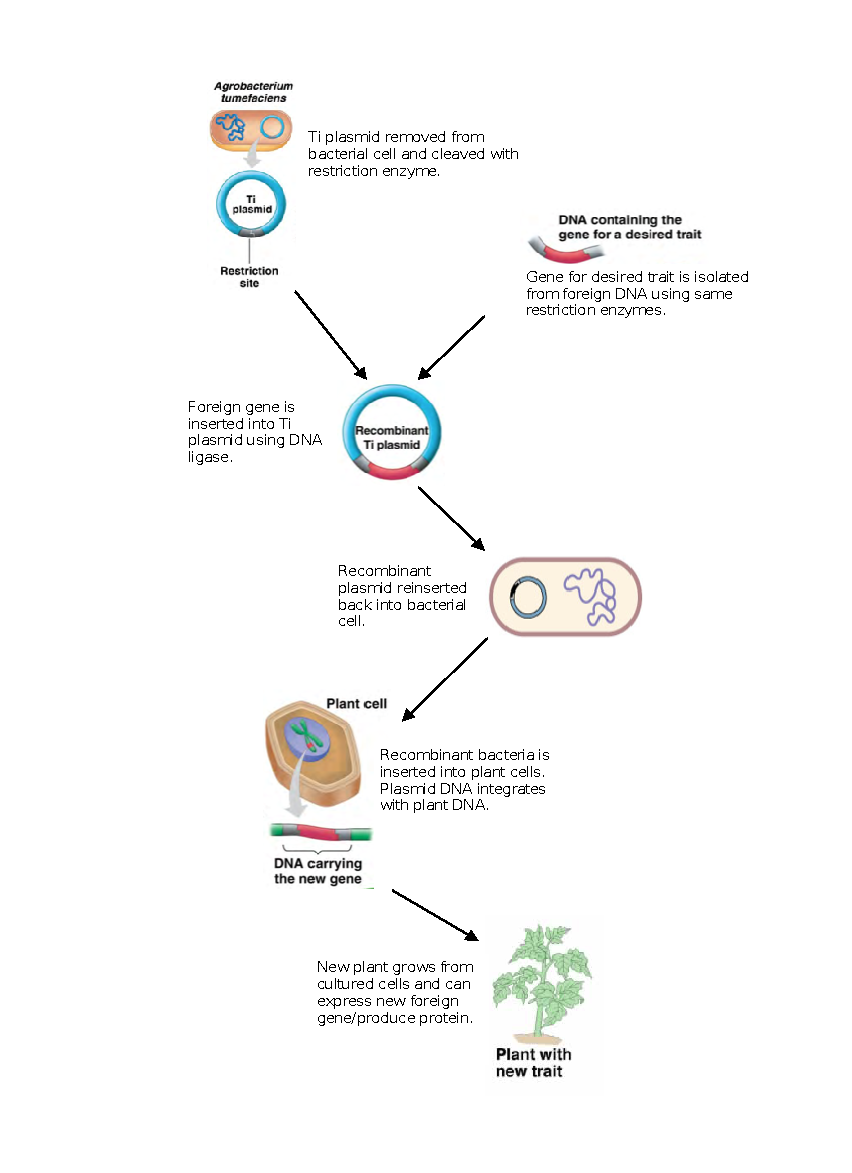 Agrobacterium
tumefaciens
Ti plasmid removed from
bacterial cell and cleaved with
restriction enzyme.
Ti
plasmid
Restriction
site
DNA containing the
gene for a desired trait
Gene for desired trait is isolated
from foreign DNA using same
restriction enzymes.
Foreign gene is
inserted into Ti
plasmid using DNA
ligase.
Recombinant
Ti plasmid
Recombinant
plasmid reinserted
back into bacterial
cell.
Plant cell
Recombinant bacteria is
inserted into plant cells.
Plasmid DNA integrates
with plant DNA.
DNA carrying
the new gene
New plant grows from
cultured cells and can
express new foreign
gene/produce protein.
Plant with
new trait